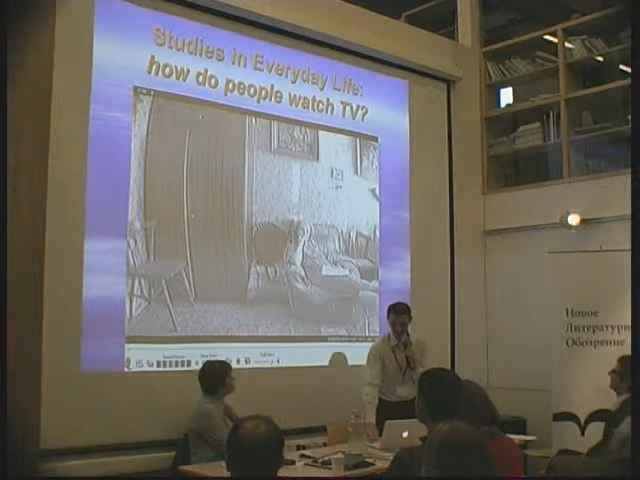 Studies in Everyday Life:
how do people watch TV?
Новое
Литературн
Обозрение